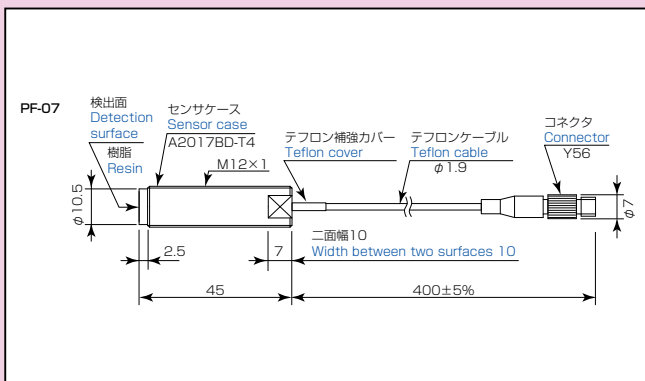 PF-07
検出面
Detection
surface
樹脂
Resin
センサケース
Sensor case
A2017BD-T4
M12×1
テフロン補強カバー
Teflon cover
テフロンケーブル
Teflon cable
φ1.9
コネクタ
Connector
Y56
φ10.5
φ7
二面幅10
Width between two surfaces 10
2.5
7
45
400±5%